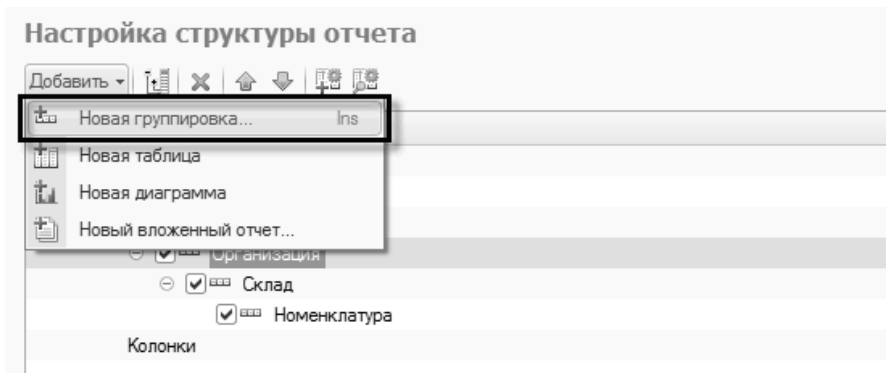 Настройка структуры отчета
Добавить
Новая группировка... Ins
Новая таблица
Новая диаграмма
Новый вложенный отчет...
Организация
Склад
Номенклатура
Колонки